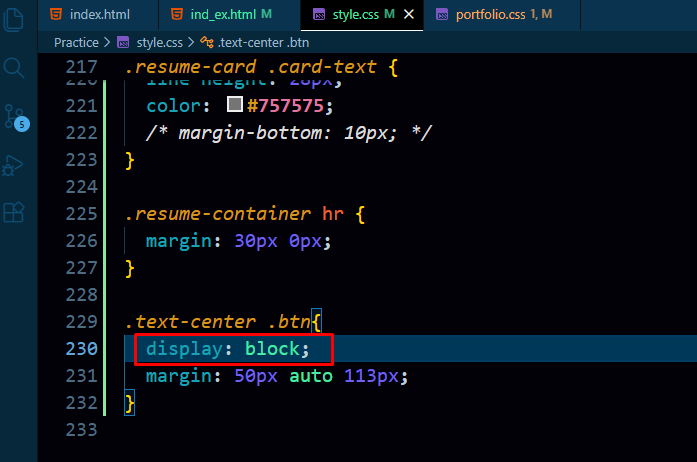 index.html
ind_ex.html M
style.css M
portfolio.css 1, M
Practice > style.css > .text-center .btn
217 .resume-card .card-text {
221 color: #757575;
222 /* margin-bottom: 10px; */
223 }
224
225 .resume-container hr {
226 margin: 30px 0px;
227 }
228
229 .text-center .btn{
230 display: block;
231 margin: 50px auto 113px;
232 }
233
5